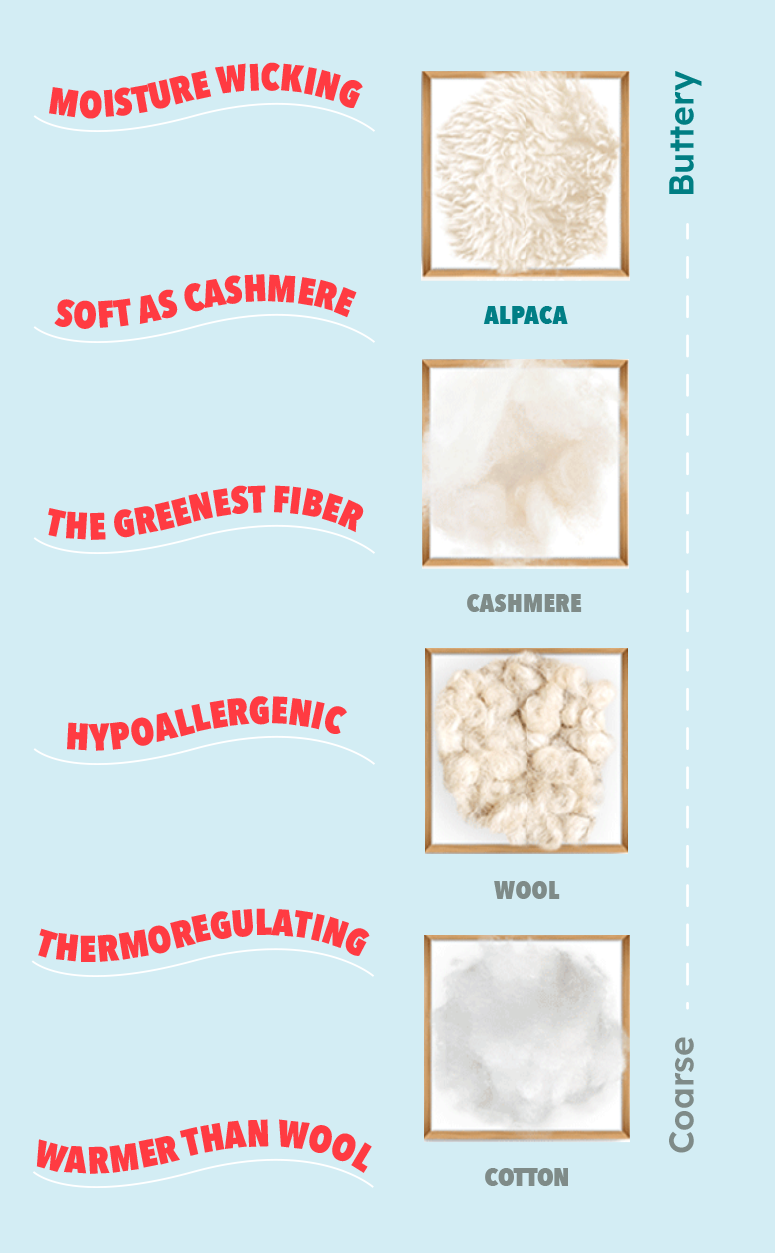 MOISTURE WICKING
SOFT AS CASHMERE
THE GREENEST FIBER
HYPOALLERGENIC
THERMOREGULATING
WARMER THAN WOOL
ALPACA
CASHMERE
WOOL
COTTON
Buttery
Coarse